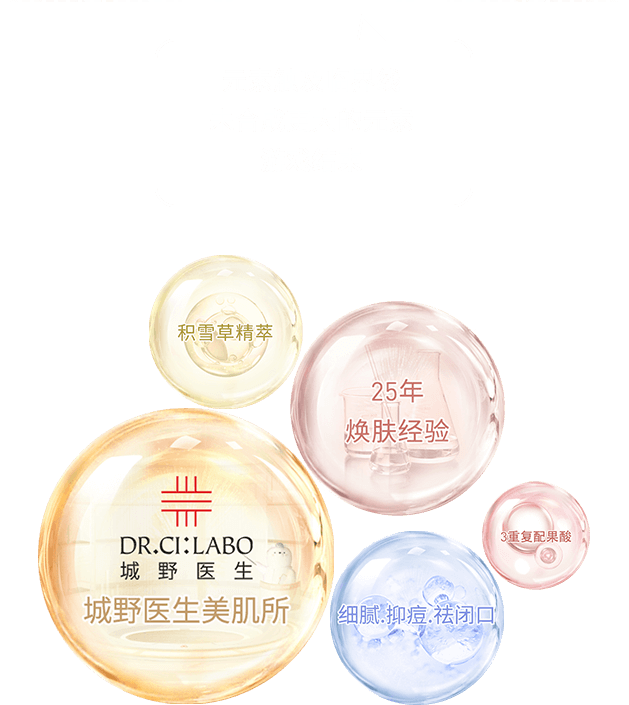 积雪草精萃
25年
焕肤经验
DR.CI:LABO
城野医生
城野医生美肌所
3重复配果酸
细腻.抑痘.祛闭口